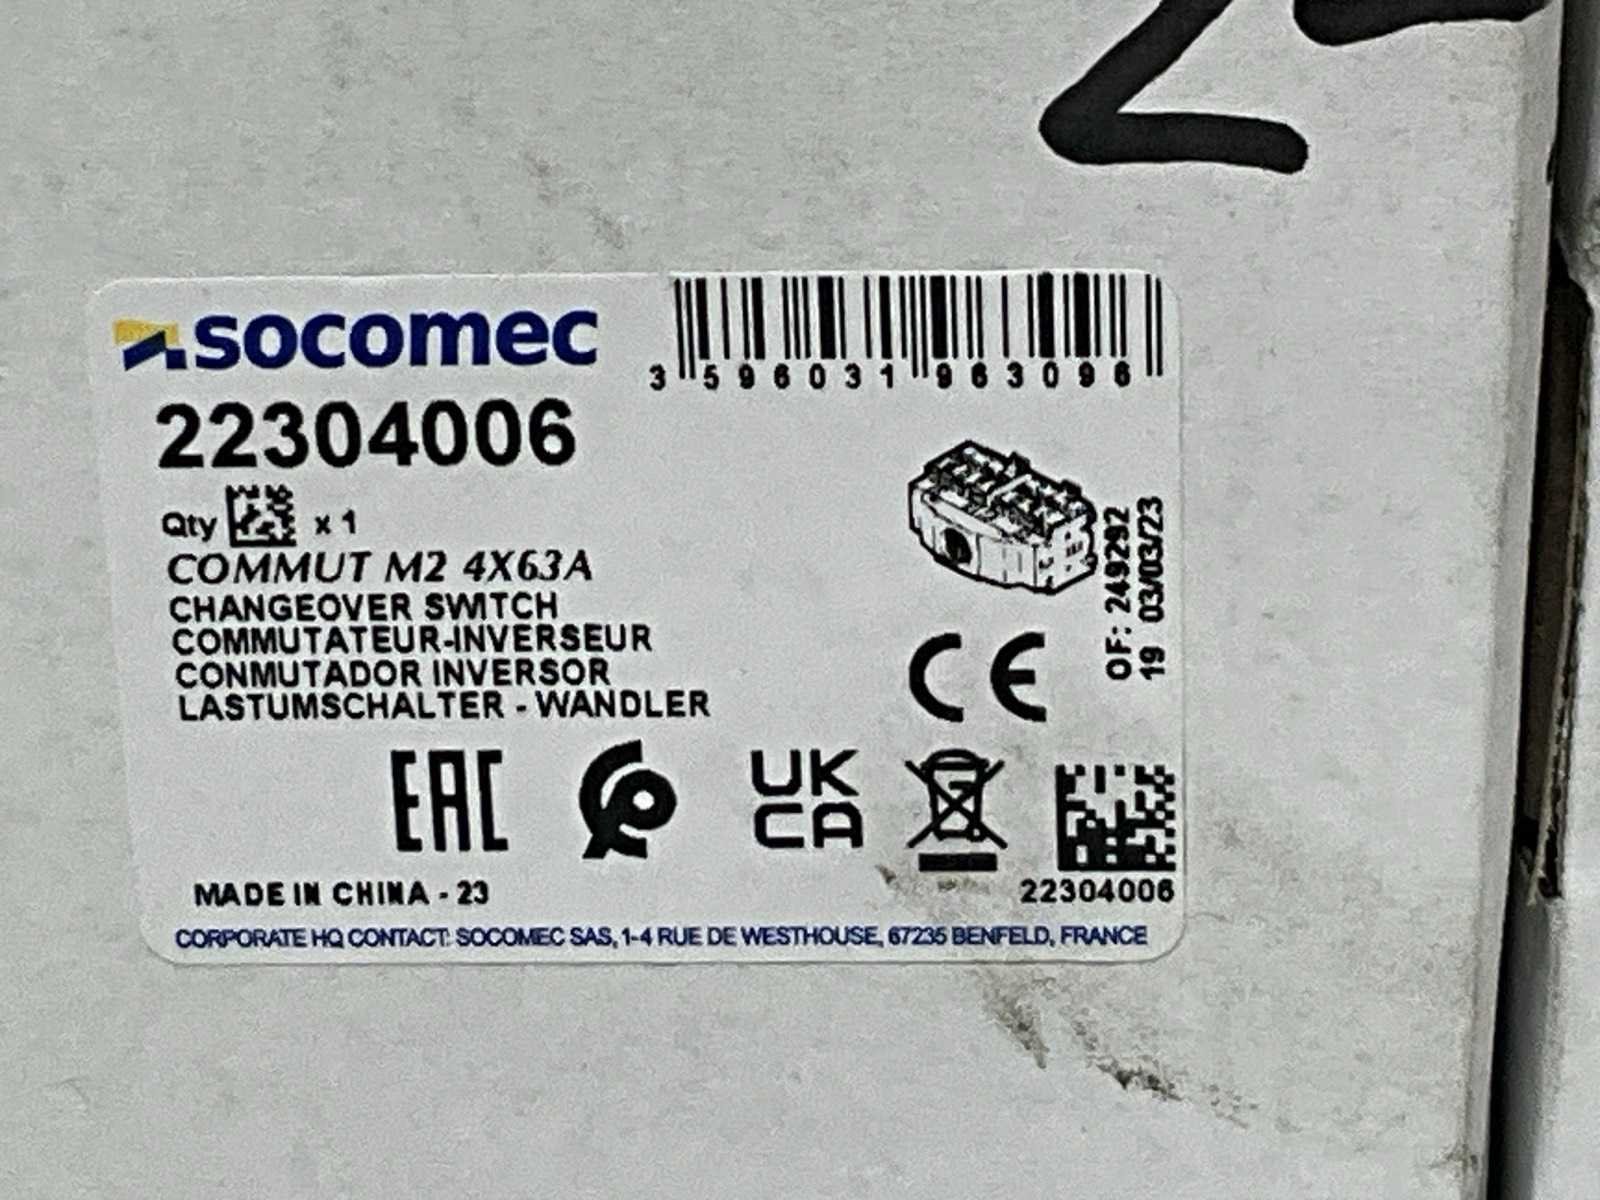 socomec
3 596031 963096
22304006
Qty x 1
COMMUT M2 4X63A
CHANGEOVER SWITCH
COMMUTATEUR-INVERSEUR
CONMUTADOR INVERSOR
LASTUMSCHALTER - WANDLER
OF: 249292
19 03/03/23
CE
EAC
UK
CA
22304006
MADE IN CHINA - 23
CORPORATE HQ CONTACT: SOCOMEC SAS, 1-4 RUE DE WESTHOUSE, 67235 BENFELD, FRANCE